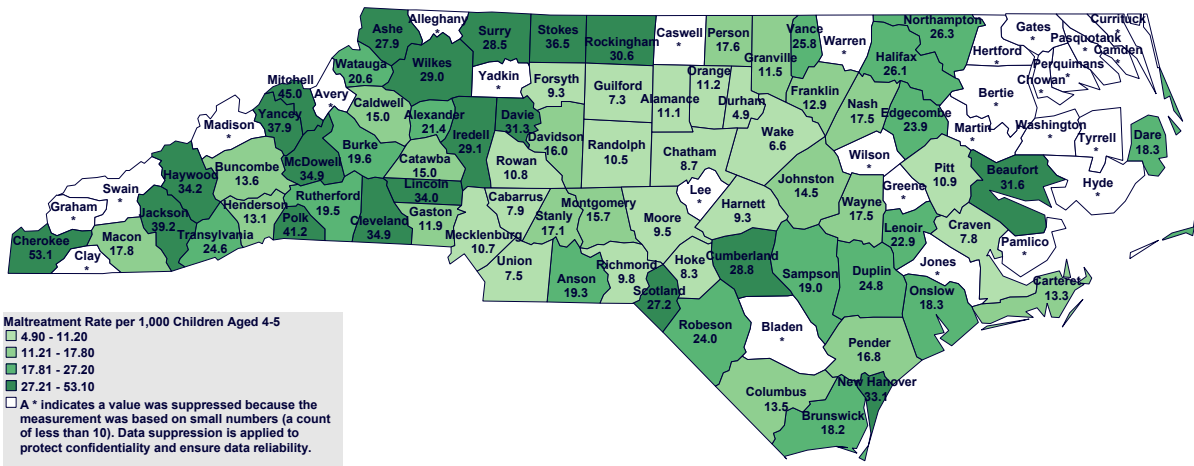 Ashe
27.9
Alleghany
*
Surry
28.5
Stokes
36.5
Rockingham
30.6
Caswell
*
Person
17.6
Granville
11.5
Vance
25.8
Warren
*
Northampton
26.3
Halifax
26.1
Hertford
*
Gates
*
Currituck
*
Pasquotank
*
Camden
*
Perquimans
*
Chowan
*
Bertie
*
Watauga
20.6
Wilkes
29.0
Yadkin
*
Forsyth
9.3
Guilford
7.3
Alamance
11.1
Orange
11.2
Durham
4.9
Franklin
12.9
Nash
17.5
Edgecombe
23.9
Martin
*
Washington
*
Tyrrell
*
Dare
18.3
Mitchell
45.0
Avery
*
Caldwell
15.0
Alexander
21.4
Iredell
29.1
Davie
31.3
Davidson
16.0
Randolph
10.5
Chatham
8.7
Wake
6.6
Wilson
*
Pitt
10.9
Beaufort
31.6
Hyde
*
Madison
*
Yancey
37.9
McDowell
34.9
Burke
19.6
Catawba
15.0
Rowan
10.8
Lee
*
Johnston
14.5
Greene
*
Haywood
34.2
Buncombe
13.6
Rutherford
19.5
Lincoln
34.0
Cabarrus
7.9
Stanly
17.1
Montgomery
15.7
Moore
9.5
Harnett
9.3
Wayne
17.5
Lenoir
22.9
Craven
7.8
Pamlico
*
Swain
*
Graham
*
Jackson
39.2
Henderson
13.1
Polk
41.2
Cleveland
34.9
Gaston
11.9
Mecklenburg
10.7
Cherokee
53.1
Clay
*
Macon
17.8
Transylvania
24.6
Union
7.5
Anson
19.3
Richmond
9.8
Hoke
8.3
Cumberland
28.8
Sampson
19.0
Duplin
24.8
Jones
*
Onslow
18.3
Carteret
13.3
Scotland
27.2
Robeson
24.0
Bladen
*
Pender
16.8
Columbus
13.5
New Hanover
33.1
Brunswick
18.2
Maltreatment Rate per 1,000 Children Aged 4-5
4.90 - 11.20
11.21 - 17.80
17.81 - 27.20
27.21 - 53.10
A * indicates a value was suppressed because the
measurement was based on small numbers (a count
of less than 10). Data suppression is applied to
protect confidentiality and ensure data reliability.